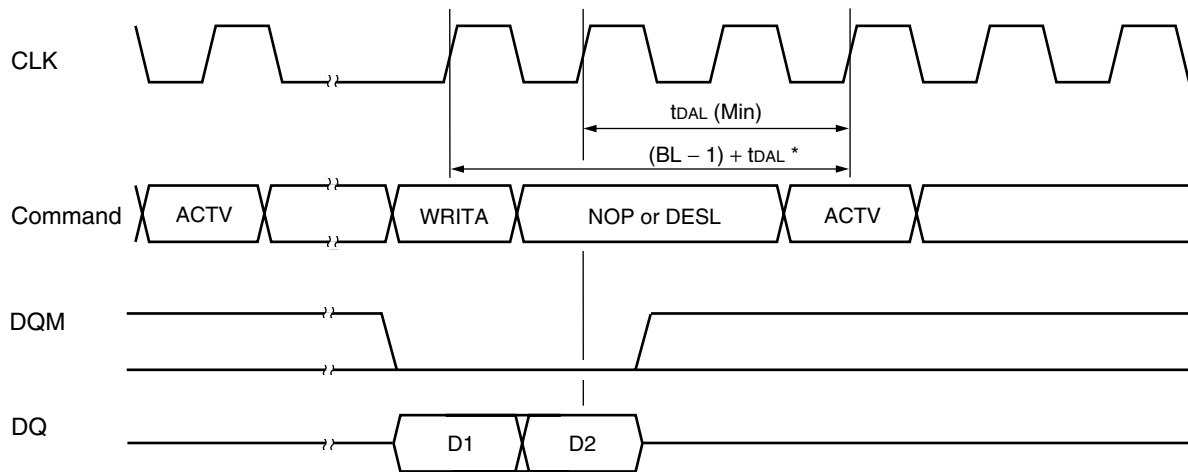 CLK
tDAL (Min)
(BL − 1) + tDAL *
Command ACTV WRITA NOP or DESL ACTV
DQM
DQ D1 D2